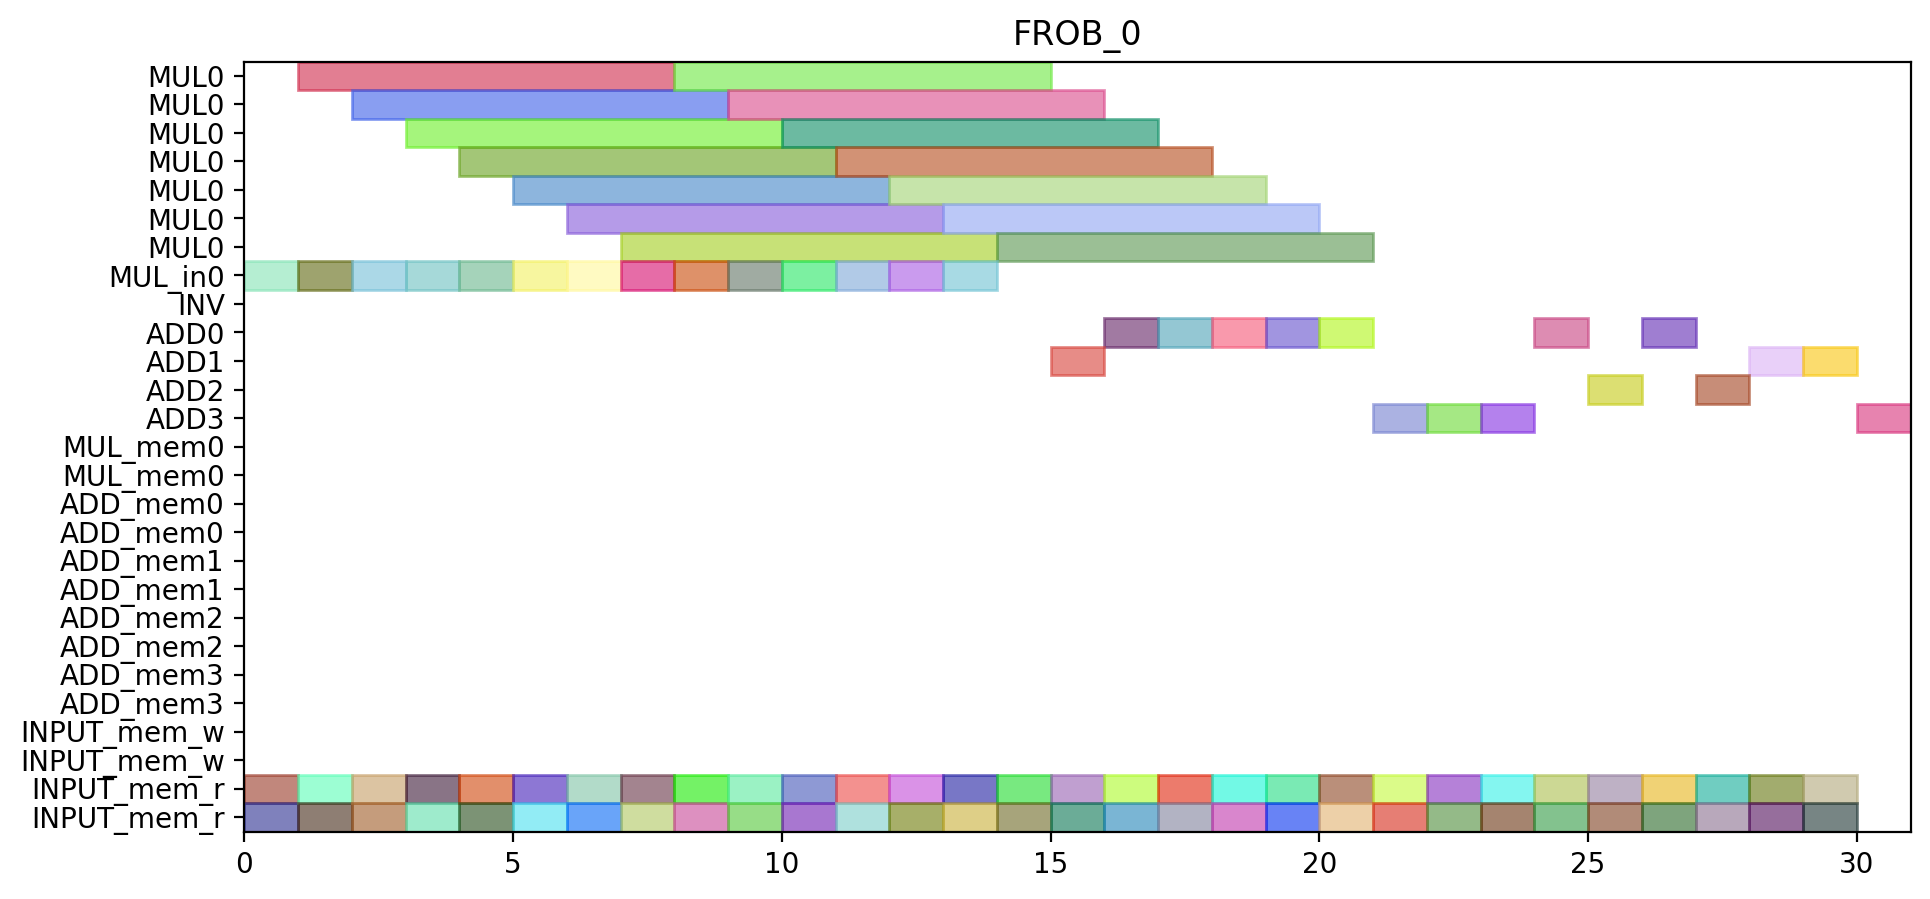 FROB_0
MUL0
MUL0
MUL0
MUL0
MUL0
MUL0
MUL0
MUL_in0
INV
ADD0
ADD1
ADD2
ADD3
MUL_mem0
MUL_mem0
ADD_mem0
ADD_mem0
ADD_mem1
ADD_mem1
ADD_mem2
ADD_mem2
ADD_mem3
ADD_mem3
INPUT_mem_w
INPUT_mem_w
INPUT_mem_r
INPUT_mem_r
0 5 10 15 20 25 30